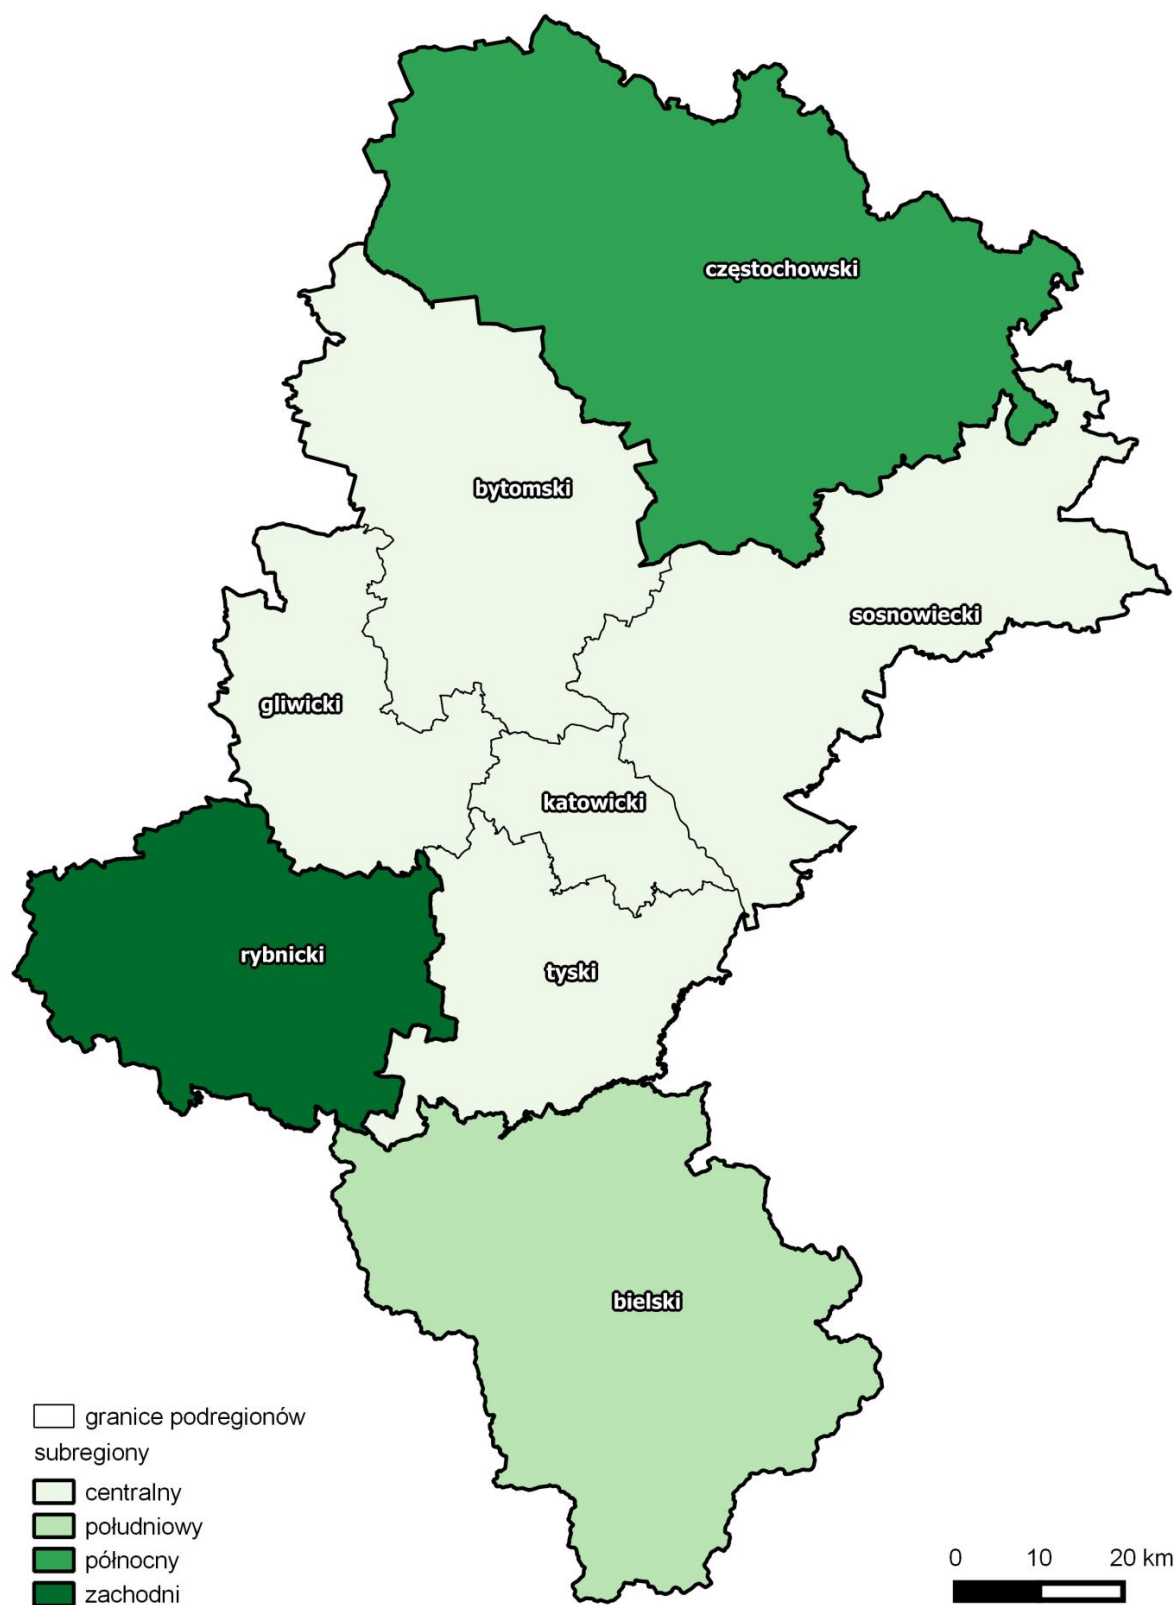 częstochowski
bytomski
sosnowiecki
gliwicki
katowicki
rybnicki
tyski
bielski
granice podregionów
subregiony
centralny
południowy
północny
zachodni
0 10 20 km